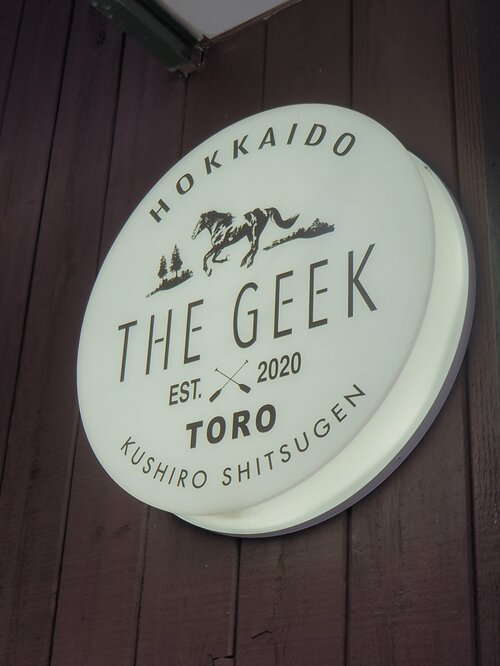 HOKKAIDO
THE GEEK
EST. 2020
TORO
KUSHIRO SHITSUGEN